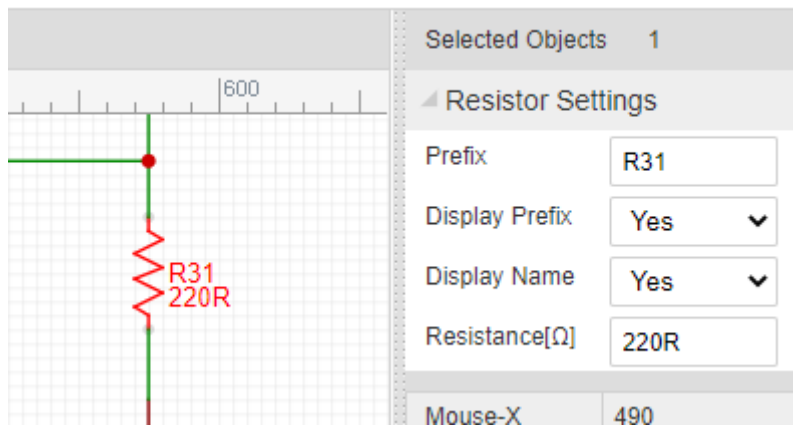 600
R31
220R
Selected Objects 1
Resistor Settings
Prefix R31
Display Prefix Yes
Display Name Yes
Resistance[Ω] 220R
Mouse-X 490